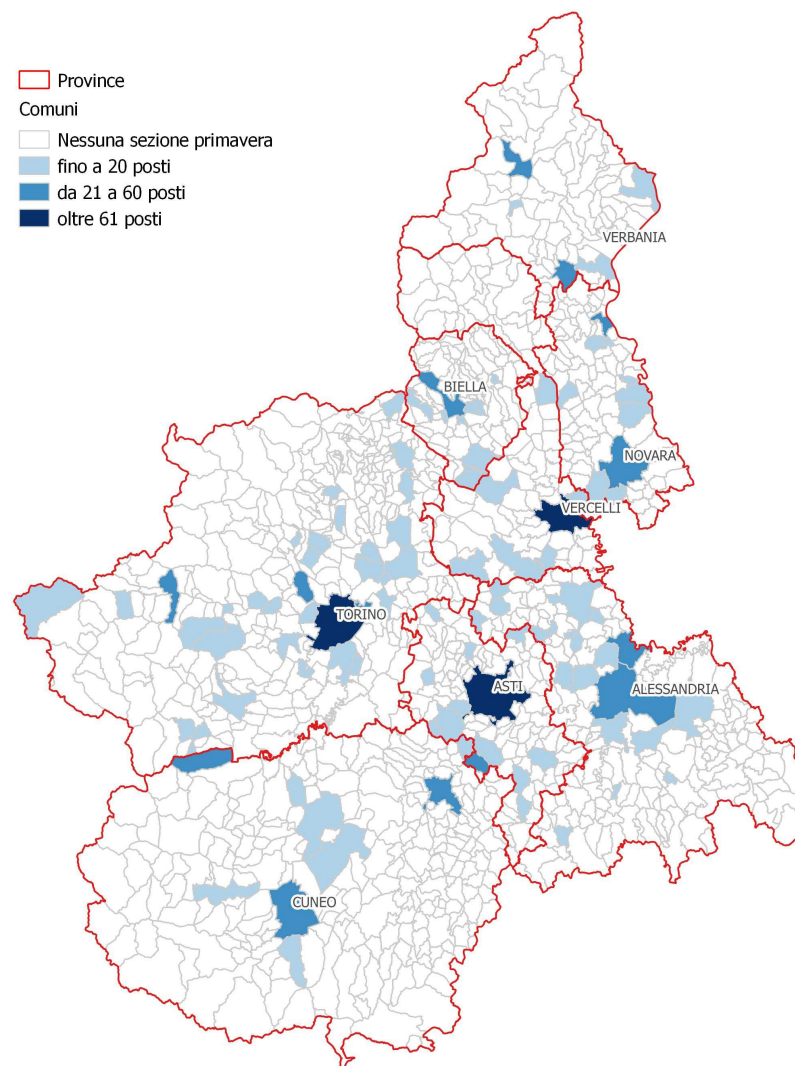 Province
Comuni
Nessuna sezione primavera
fino a 20 posti
da 21 a 60 posti
oltre 61 posti
VERBANIA
BIELLA
NOVARA
VERCELLI
TORINO
ASTI
ALESSANDRIA
CUNEO